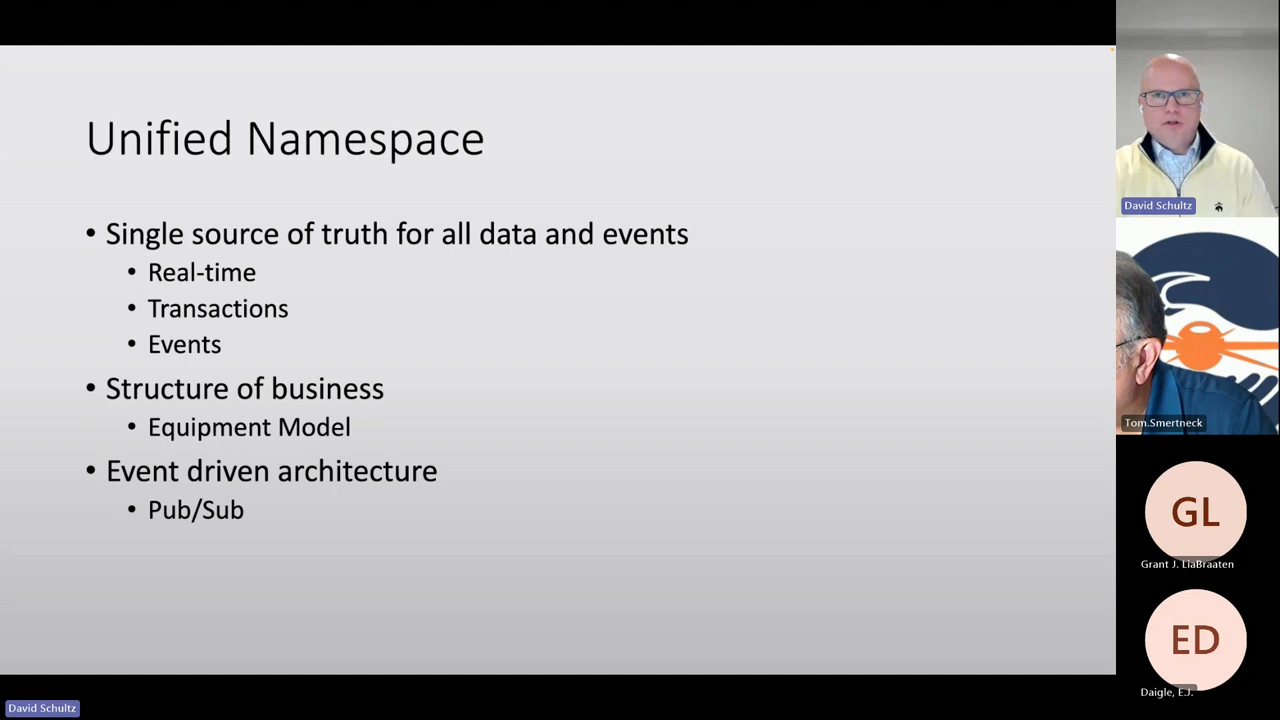 Unified Namespace
• Single source of truth for all data and events
• Real-time
• Transactions
• Events
• Structure of business
• Equipment Model
• Event driven architecture
• Pub/Sub
David Schultz
Tom.Smertneck
GL
Grant J. LiaBraaten
ED
Daigle, E.J.
David Schultz